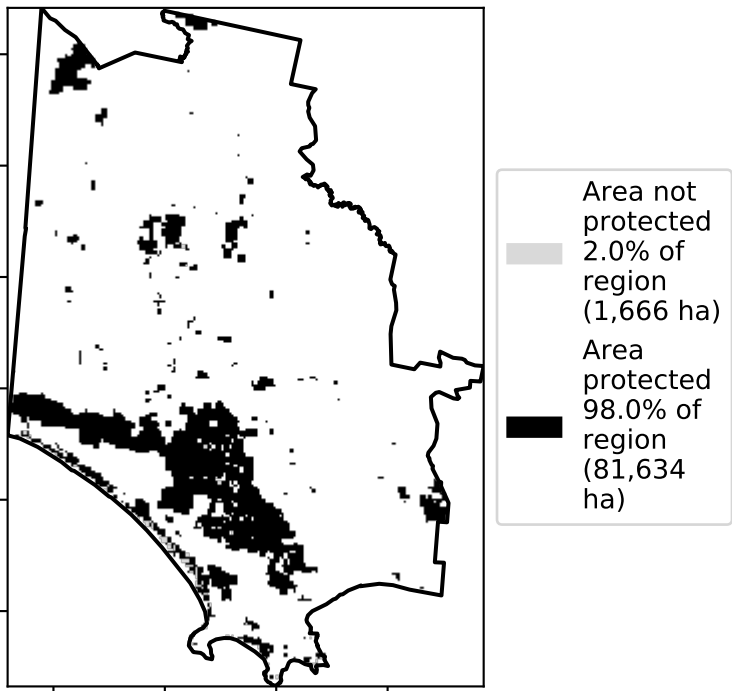 Area not
protected
2.0% of
region
(1,666 ha)
Area
protected
98.0% of
region
(81,634
ha)